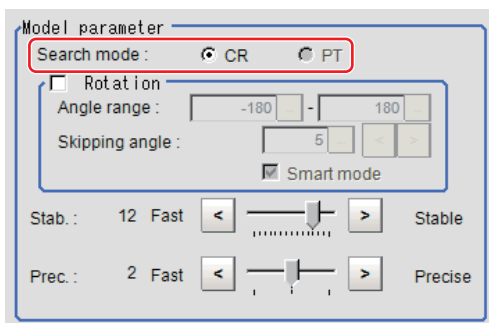 Model parameter
Search mode : CR PT
Rotation
Angle range : -180 - 180
Skipping angle : 5 < >
Smart mode
Stab. : 12 Fast < > Stable
Prec. : 2 Fast < > Precise